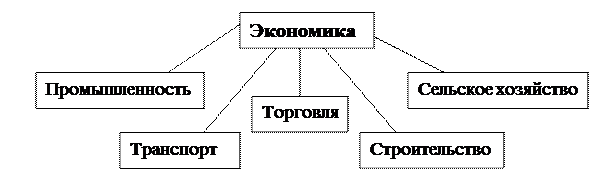 Экономика
Промышленность
Сельское хозяйство
Торговля
Транспорт
Строительство